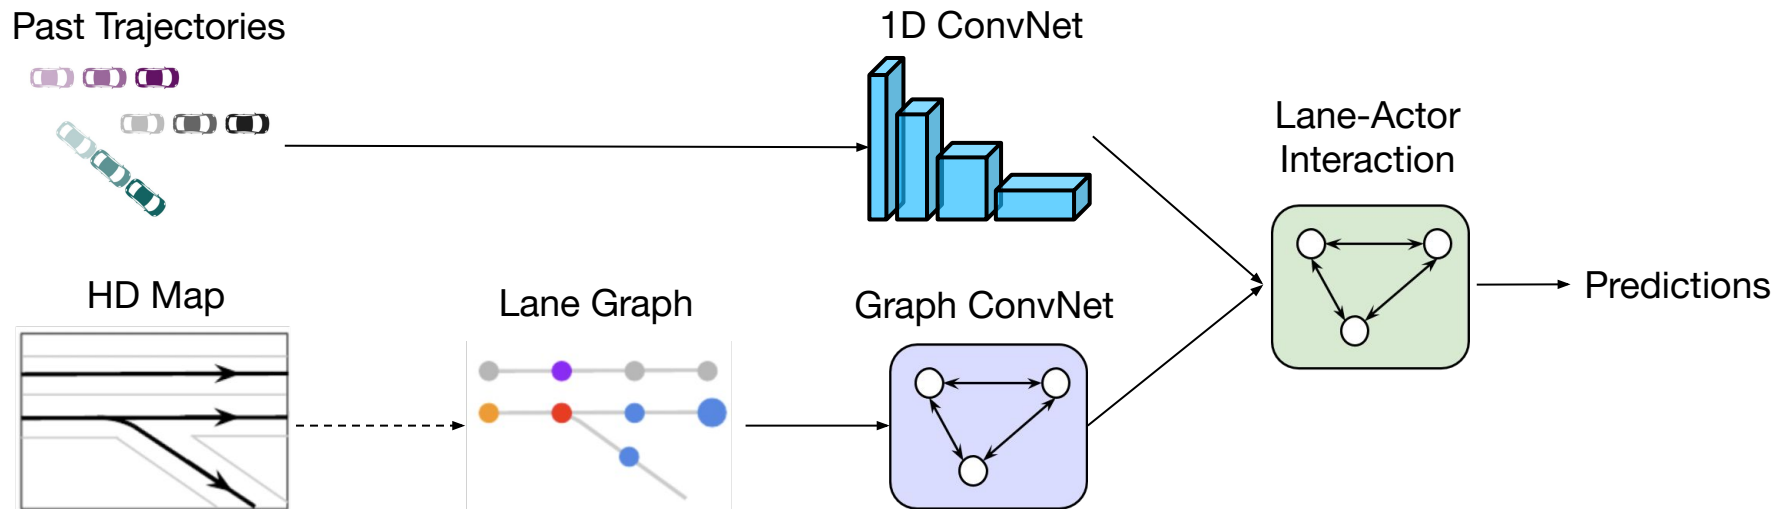 Past Trajectories
1D ConvNet
Lane-Actor
Interaction
HD Map
Lane Graph
Graph ConvNet
Predictions